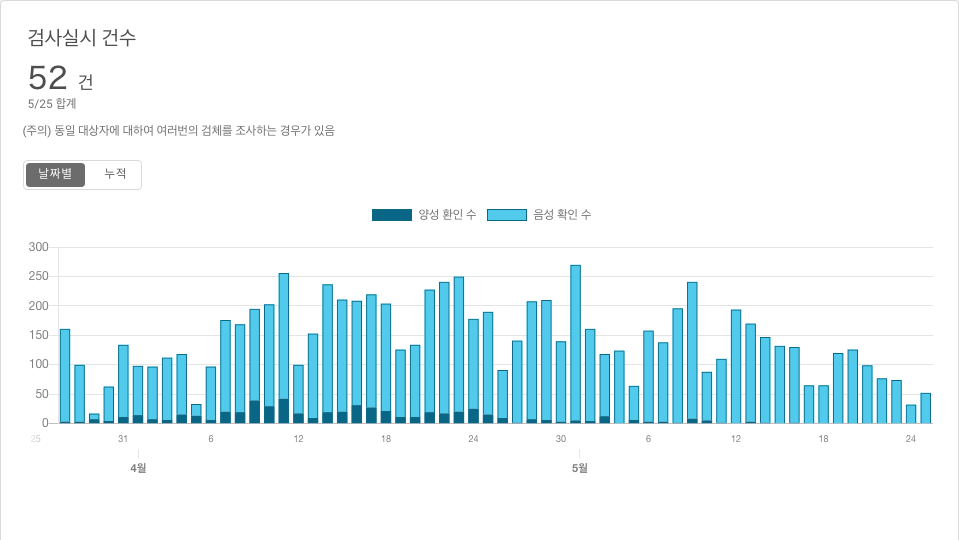 검사실시 건수
52 건
5/25 합계
(주의) 동일 대상자에 대하여 여러번의 검체를 조사하는 경우가 있음
날짜별 누적
양성 환인 수 음성 확인 수
300
250
200
150
100
50
0
25 31 6 12 18 24 30 6 12 18 24
4월 5월